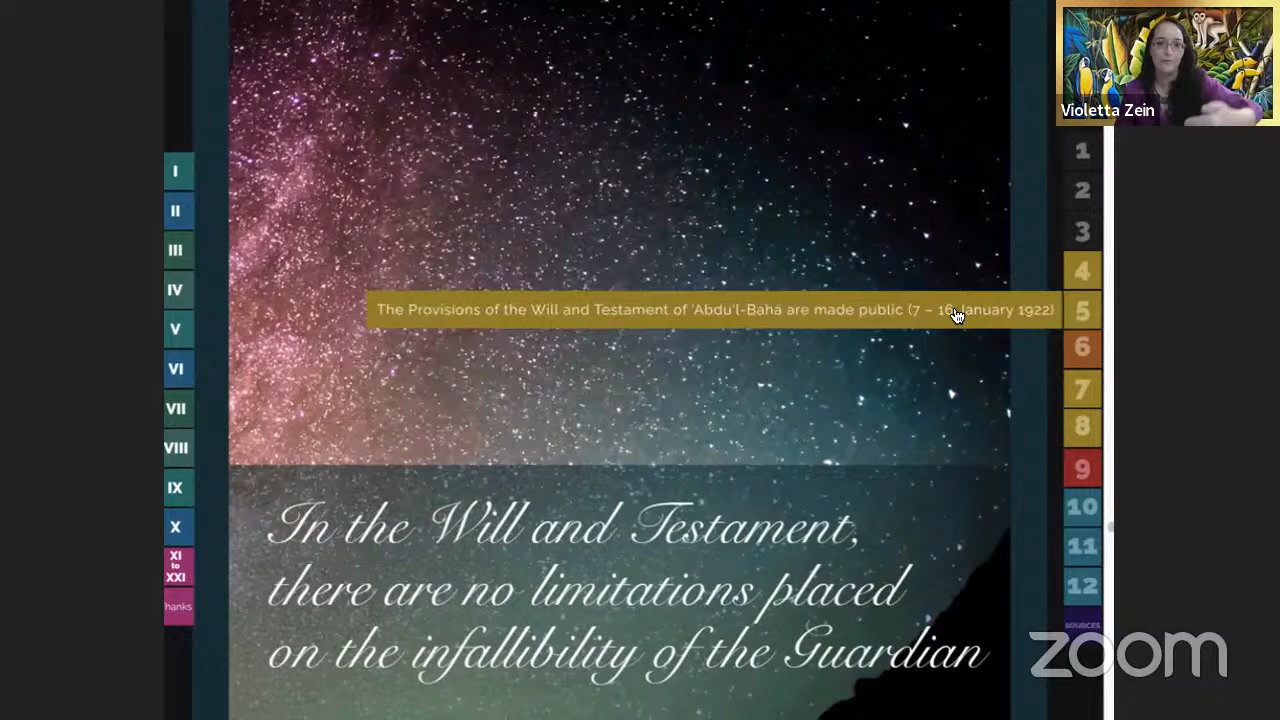 Violetta Zein
I
II
III
IV
V
VI
VII
VIII
IX
X
XI
to
XXI
hanks
1
2
3
4
The Provisions of the Will and Testament of 'Abdu'l-Bahá are made public (7 – 16 January 1922)
5
6
7
8
9
10
11
12
SOURCES
In the Will and Testament,
there are no limitations placed
on the infallibility of the Guardian
zoom